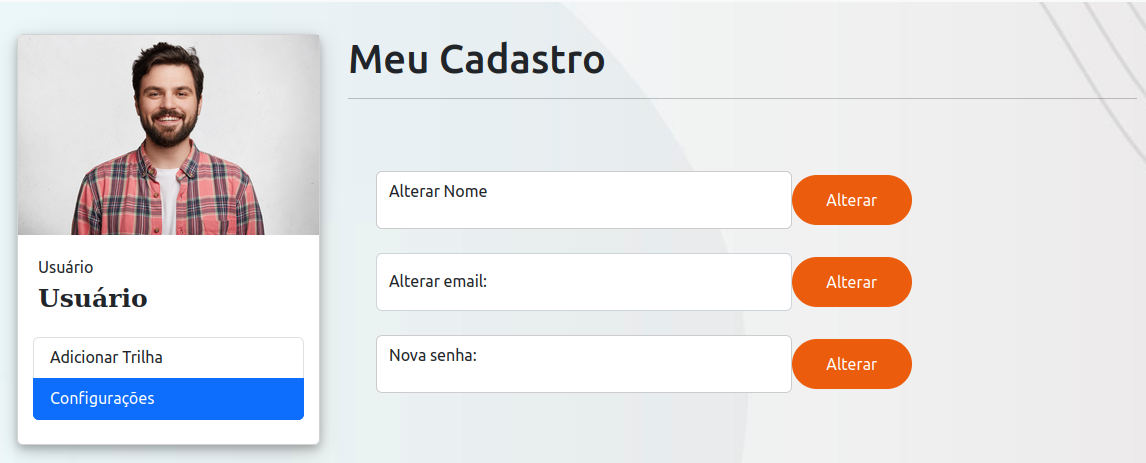 Meu Cadastro
Usuário
Usuário
Adicionar Trilha
Configurações
Alterar Nome
Alterar
Alterar email:
Alterar
Nova senha:
Alterar